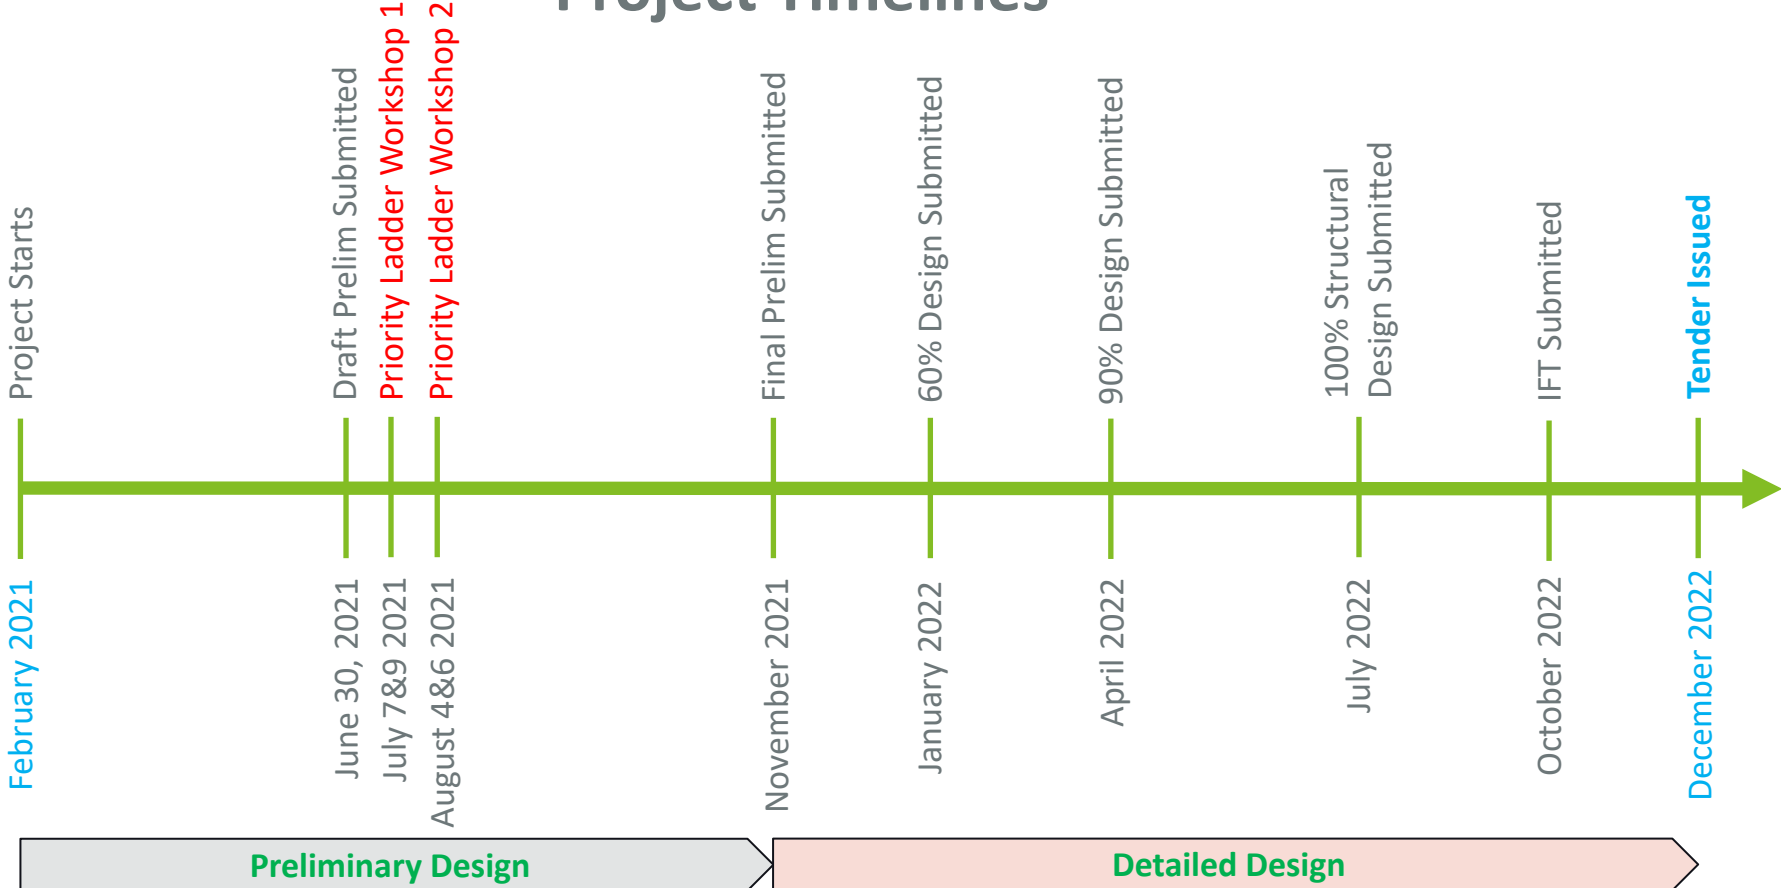 Project Timelines
Project Starts
Draft Prelim Submitted
Priority Ladder Workshop 1
Priority Ladder Workshop 2
Final Prelim Submitted
60% Design Submitted
90% Design Submitted
100% Structural
Design Submitted
IFT Submitted
Tender Issued
February 2021
June 30, 2021
July 7&9 2021
August 4&6 2021
November 2021
January 2022
April 2022
July 2022
October 2022
December 2022
Preliminary Design
Detailed Design